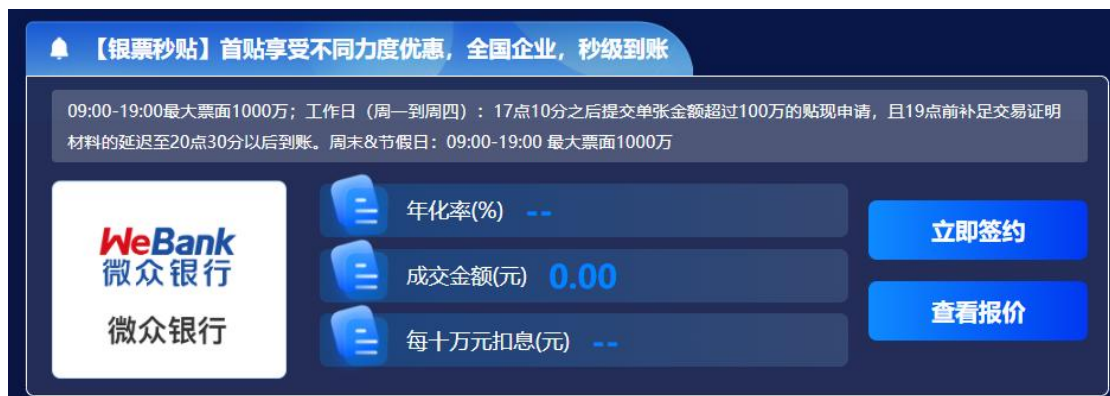 【银票秒贴】首贴享受不同力度优惠，全国企业，秒级到账
09:00-19:00最大票面1000万；工作日（周一到周四）：17点10分之后提交单张金额超过100万的贴现申请，且19点前补足交易证明
材料的延迟至20点30分以后到账。周末&节假日：09:00-19:00 最大票面1000万
WeBank
微众银行
微众银行
年化率(%) --
成交金额(元) 0.00
每十万元扣息(元) --
立即签约
查看报价